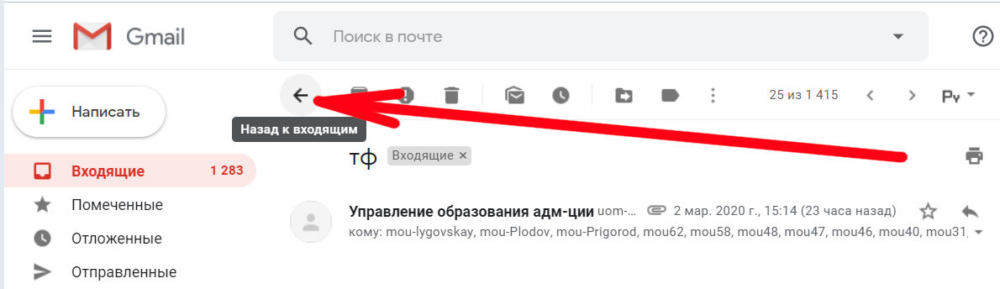 Gmail
Поиск в почте
Написать
25 из 1 415
Ру
Назад к входящим
тф
Входящие ×
Входящие 1 283
Помеченные
Отложенные
Отправленные
Управление образования адм-ции uom-... 2 мар. 2020 г., 15:14 (23 часа назад)
кому: mou-lygovskay, mou-Plodov, mou-Prigorod, mou62, mou58, mou48, mou47, mou46, mou40, mou31,